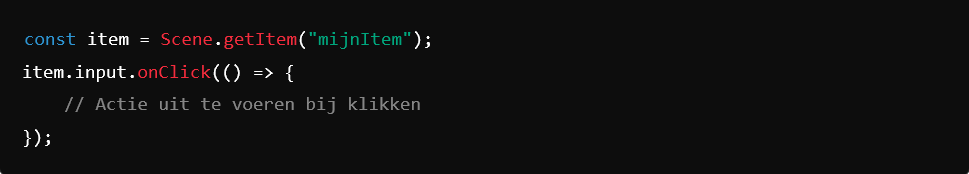 const item = Scene.getItem("mijnItem");
item.input.onClick(() => {
    // Actie uit te voeren bij klikken
});